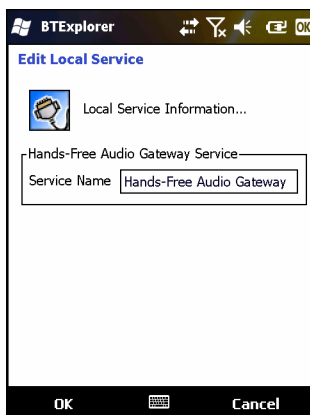 BTExplorer OK
Edit Local Service
Local Service Information...
Hands-Free Audio Gateway Service
Service Name Hands-Free Audio Gateway
OK Cancel